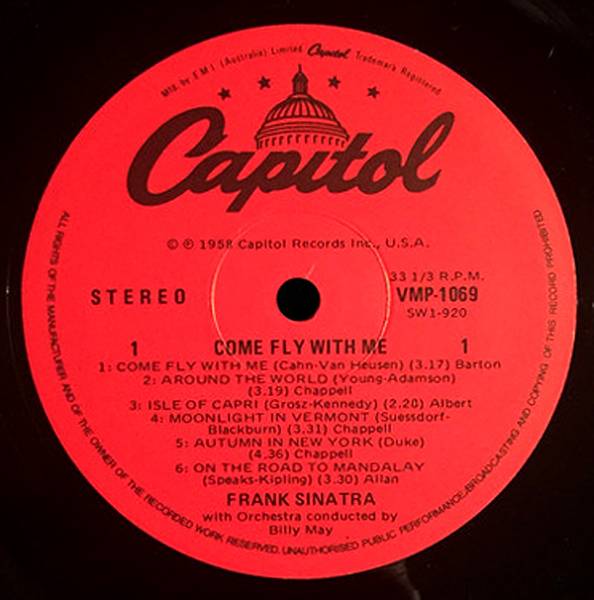 Mfd. by E.M.I. (Australia) Limited Capitol Trademark Registered
Capitol
© ℗ 1958 Capitol Records Inc., U.S.A.
33 1/3 R.P.M.
STEREO
VMP-1069
SW1-920
1 COME FLY WITH ME 1
1: COME FLY WITH ME (Cahn-Van Heusen) (3.17) Barton
2: AROUND THE WORLD (Young-Adamson)
(3.19) Chappell
3: ISLE OF CAPRI (Grosz-Kennedy) (2.20) Albert
4: MOONLIGHT IN VERMONT (Suessdorf-
Blackburn) (3.31) Chappell
5: AUTUMN IN NEW YORK (Duke)
(4.36) Chappell
6: ON THE ROAD TO MANDALAY
(Speaks-Kipling) (3.30) Allan
FRANK SINATRA
with Orchestra conducted by
Billy May
ALL RIGHTS OF THE MANUFACTURER AND OF THE OWNER OF THE RECORDED WORK RESERVED. UNAUTHORISED PUBLIC PERFORMANCE-BROADCASTING AND COPYING OF THIS RECORD PROHIBITED